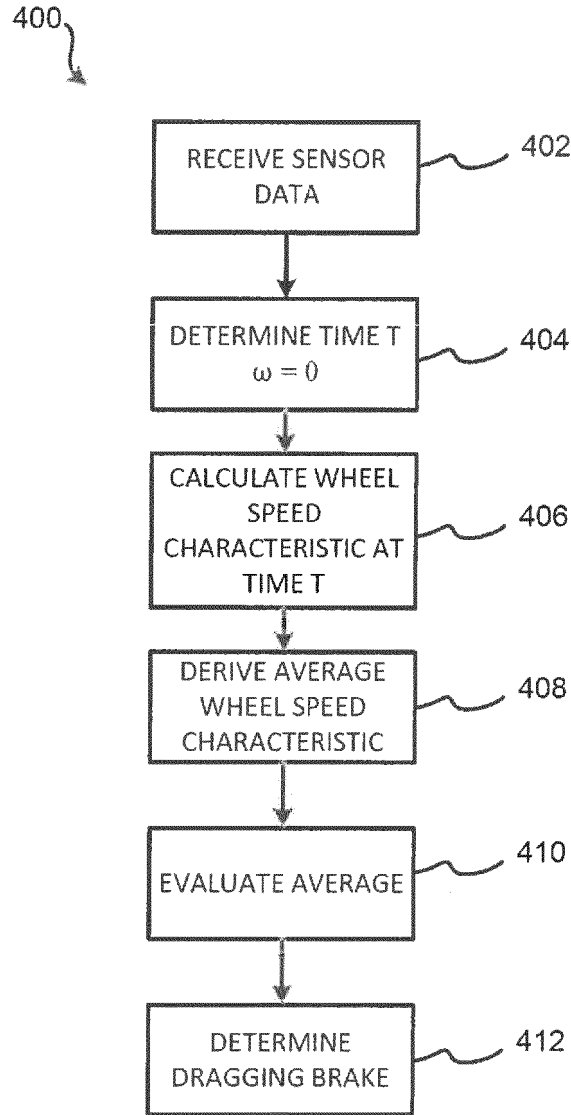 400
RECEIVE SENSOR
DATA
402
DETERMINE TIME T
ω = 0
404
CALCULATE WHEEL
SPEED
CHARACTERISTIC AT
TIME T
406
DERIVE AVERAGE
WHEEL SPEED
CHARACTERISTIC
408
EVALUATE AVERAGE
410
DETERMINE
DRAGGING BRAKE
412